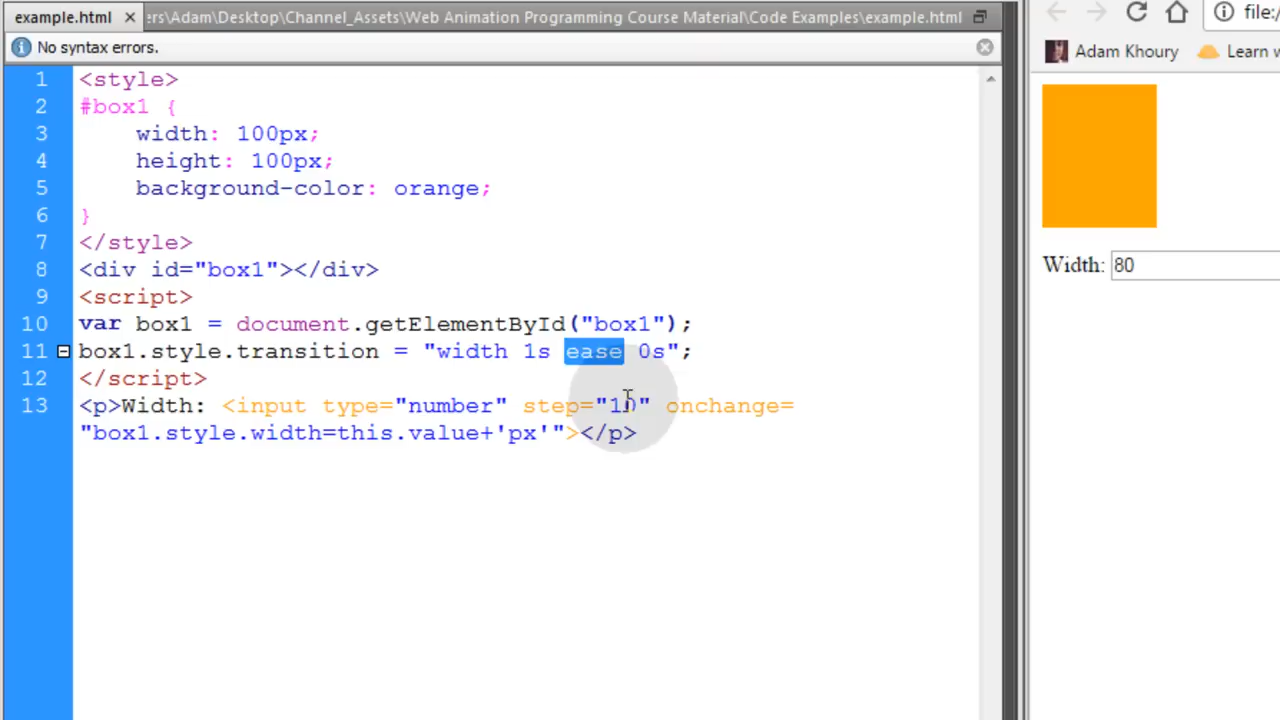 example.html
ers\Adam\Desktop\Channel_Assets\Web Animation Programming Course Material\Code Examples\example.html
file:/
No syntax errors.
Adam Khoury
Learn w
1 <style>
2 #box1 {
3 width: 100px;
4 height: 100px;
5 background-color: orange;
6 }
7 </style>
8 <div id="box1"></div>
9 <script>
10 var box1 = document.getElementById("box1");
11 box1.style.transition = "width 1s ease 0s";
12 </script>
13 <p>Width: <input type="number" step="10" onchange=
"box1.style.width=this.value+'px'"></p>
Width: 80